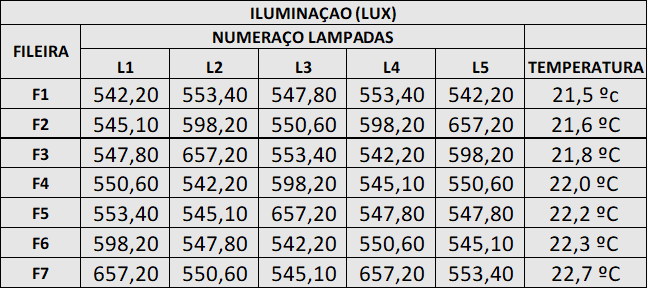 ILUMINAÇAO (LUX)
FILEIRA NUMERAÇO LAMPADAS
L1 L2 L3 L4 L5 TEMPERATURA
F1 542,20 553,40 547,80 553,40 542,20 21,5 ºc
F2 545,10 598,20 550,60 598,20 657,20 21,6 ºC
F3 547,80 657,20 553,40 542,20 598,20 21,8 ºC
F4 550,60 542,20 598,20 545,10 550,60 22,0 ºC
F5 553,40 545,10 657,20 547,80 547,80 22,2 ºC
F6 598,20 547,80 542,20 550,60 545,10 22,3 ºC
F7 657,20 550,60 545,10 657,20 553,40 22,7 ºC